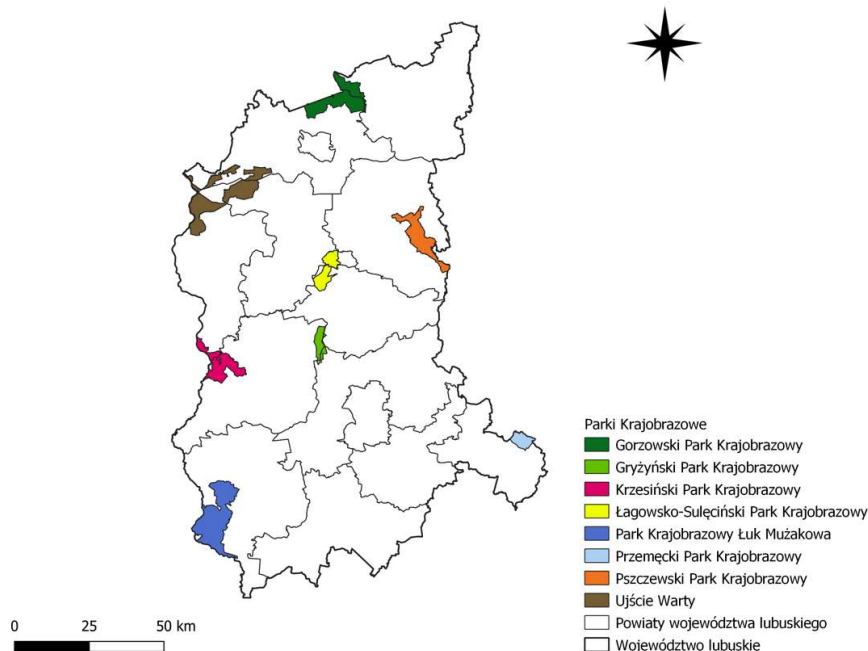 Parki Krajobrazowe
Gorzowski Park Krajobrazowy
Gryżyński Park Krajobrazowy
Krzesiński Park Krajobrazowy
Łagowsko-Sulęciński Park Krajobrazowy
Park Krajobrazowy Łuk Mużakowa
Przemęcki Park Krajobrazowy
Pszczewski Park Krajobrazowy
Ujście Warty
Powiaty województwa lubuskiego
Województwo lubuskie
0 25 50 km